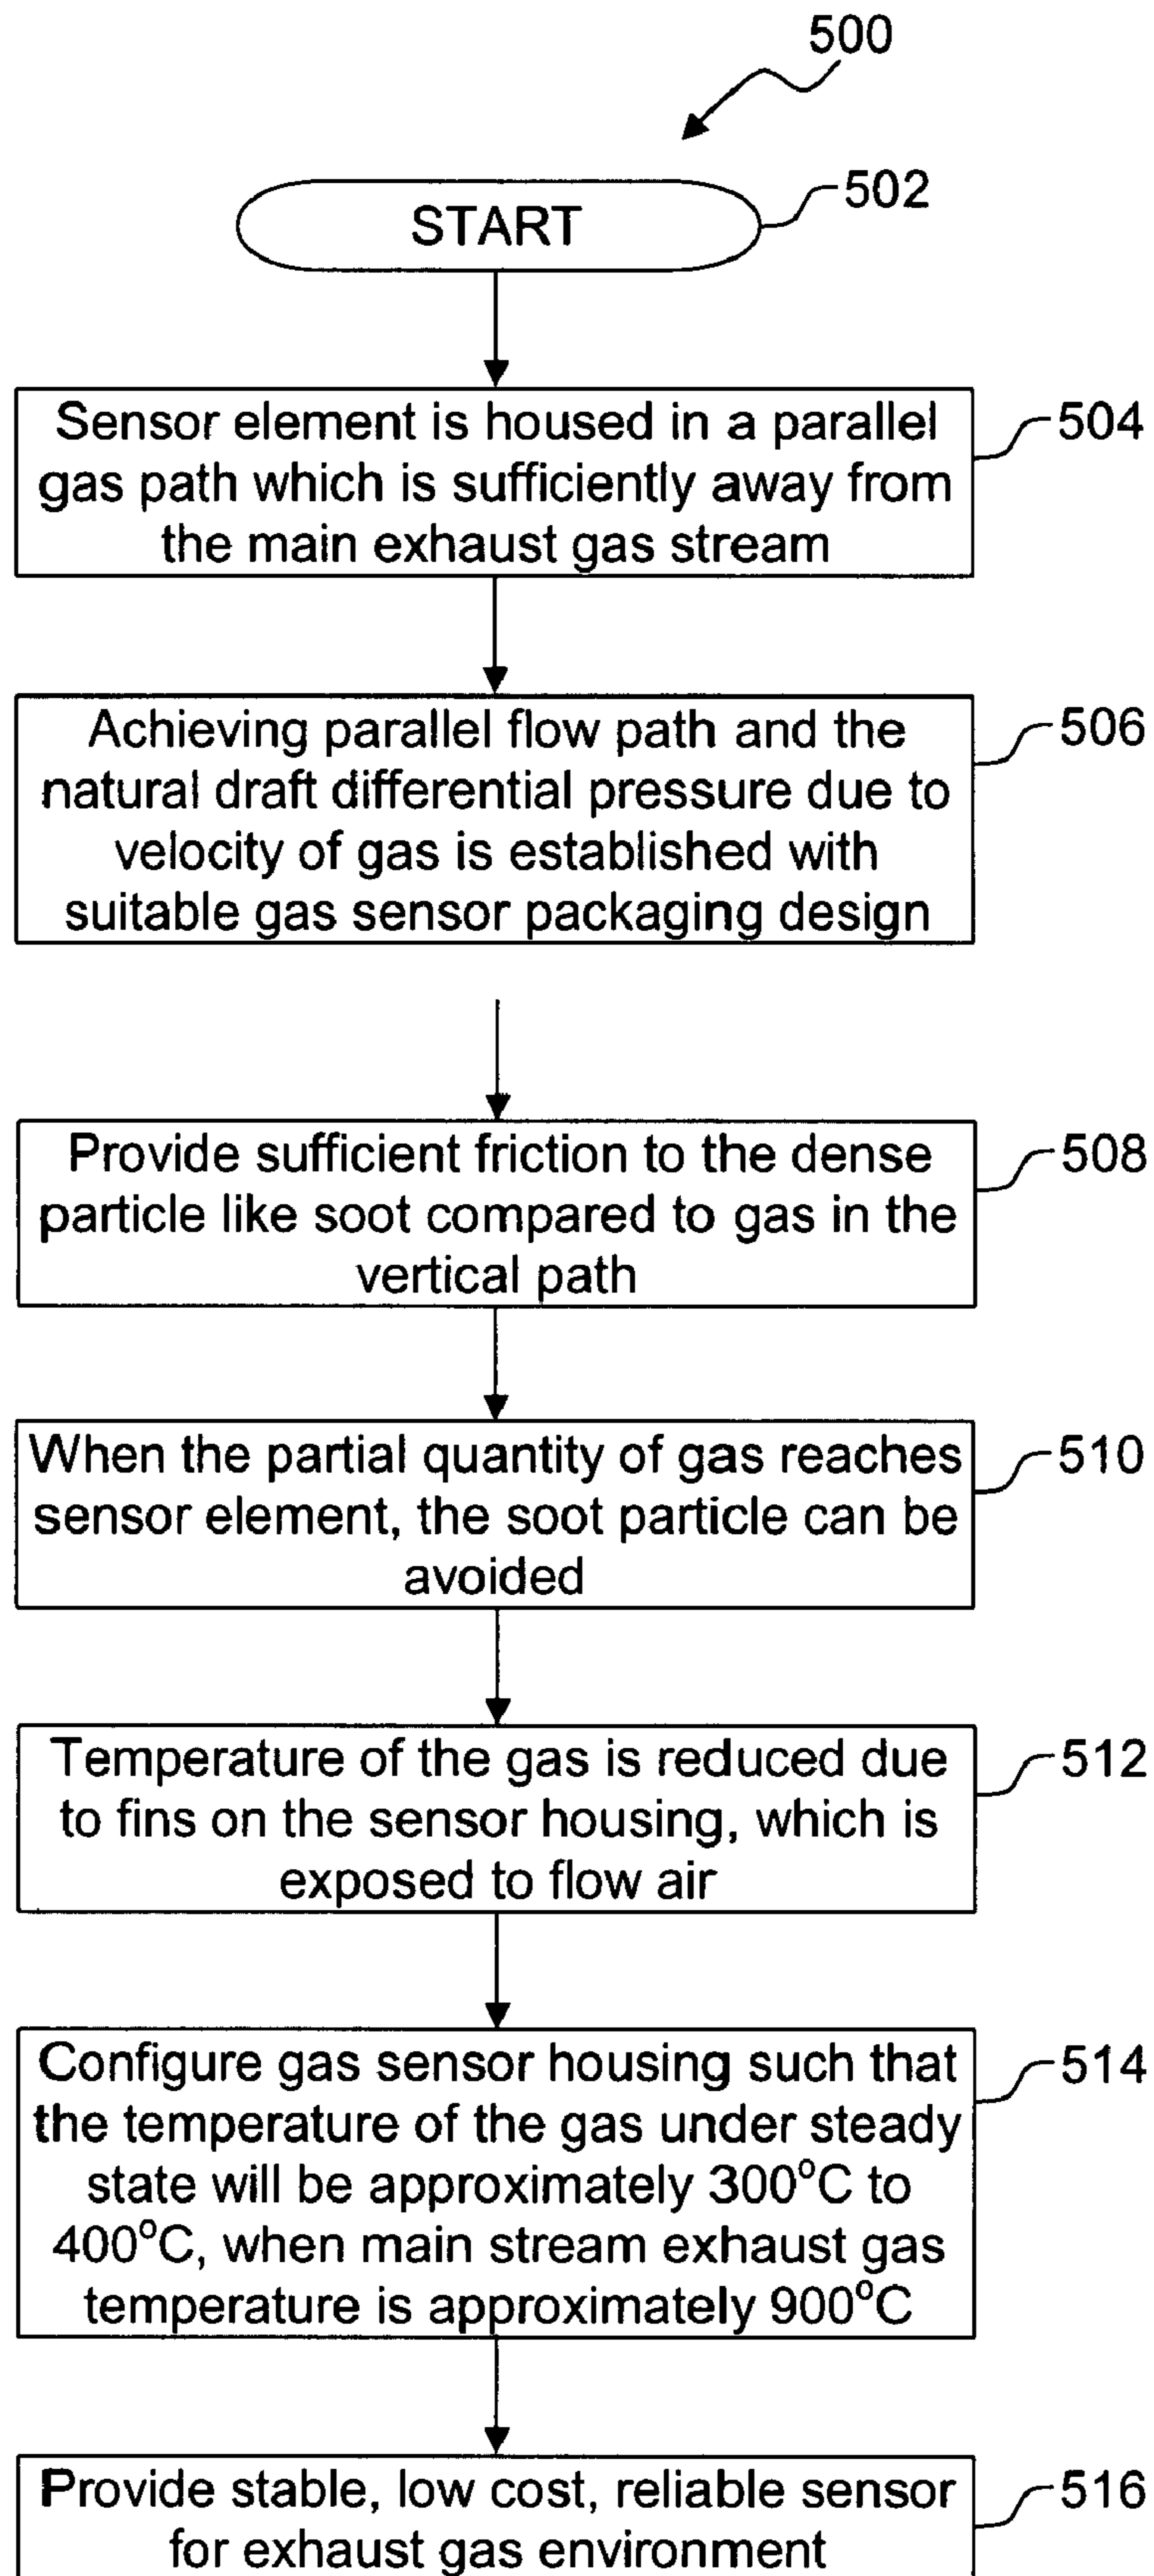 500
START
502
Sensor element is housed in a parallel
gas path which is sufficiently away from
the main exhaust gas stream
504
Achieving parallel flow path and the
natural draft differential pressure due to
velocity of gas is established with
suitable gas sensor packaging design
506
Provide sufficient friction to the dense
particle like soot compared to gas in the
vertical path
508
When the partial quantity of gas reaches
sensor element, the soot particle can be
avoided
510
Temperature of the gas is reduced due
to fins on the sensor housing, which is
exposed to flow air
512
Configure gas sensor housing such that
the temperature of the gas under steady
state will be approximately 300°C to
400°C, when main stream exhaust gas
temperature is approximately 900°C
514
Provide stable, low cost, reliable sensor
for exhaust gas environment
516